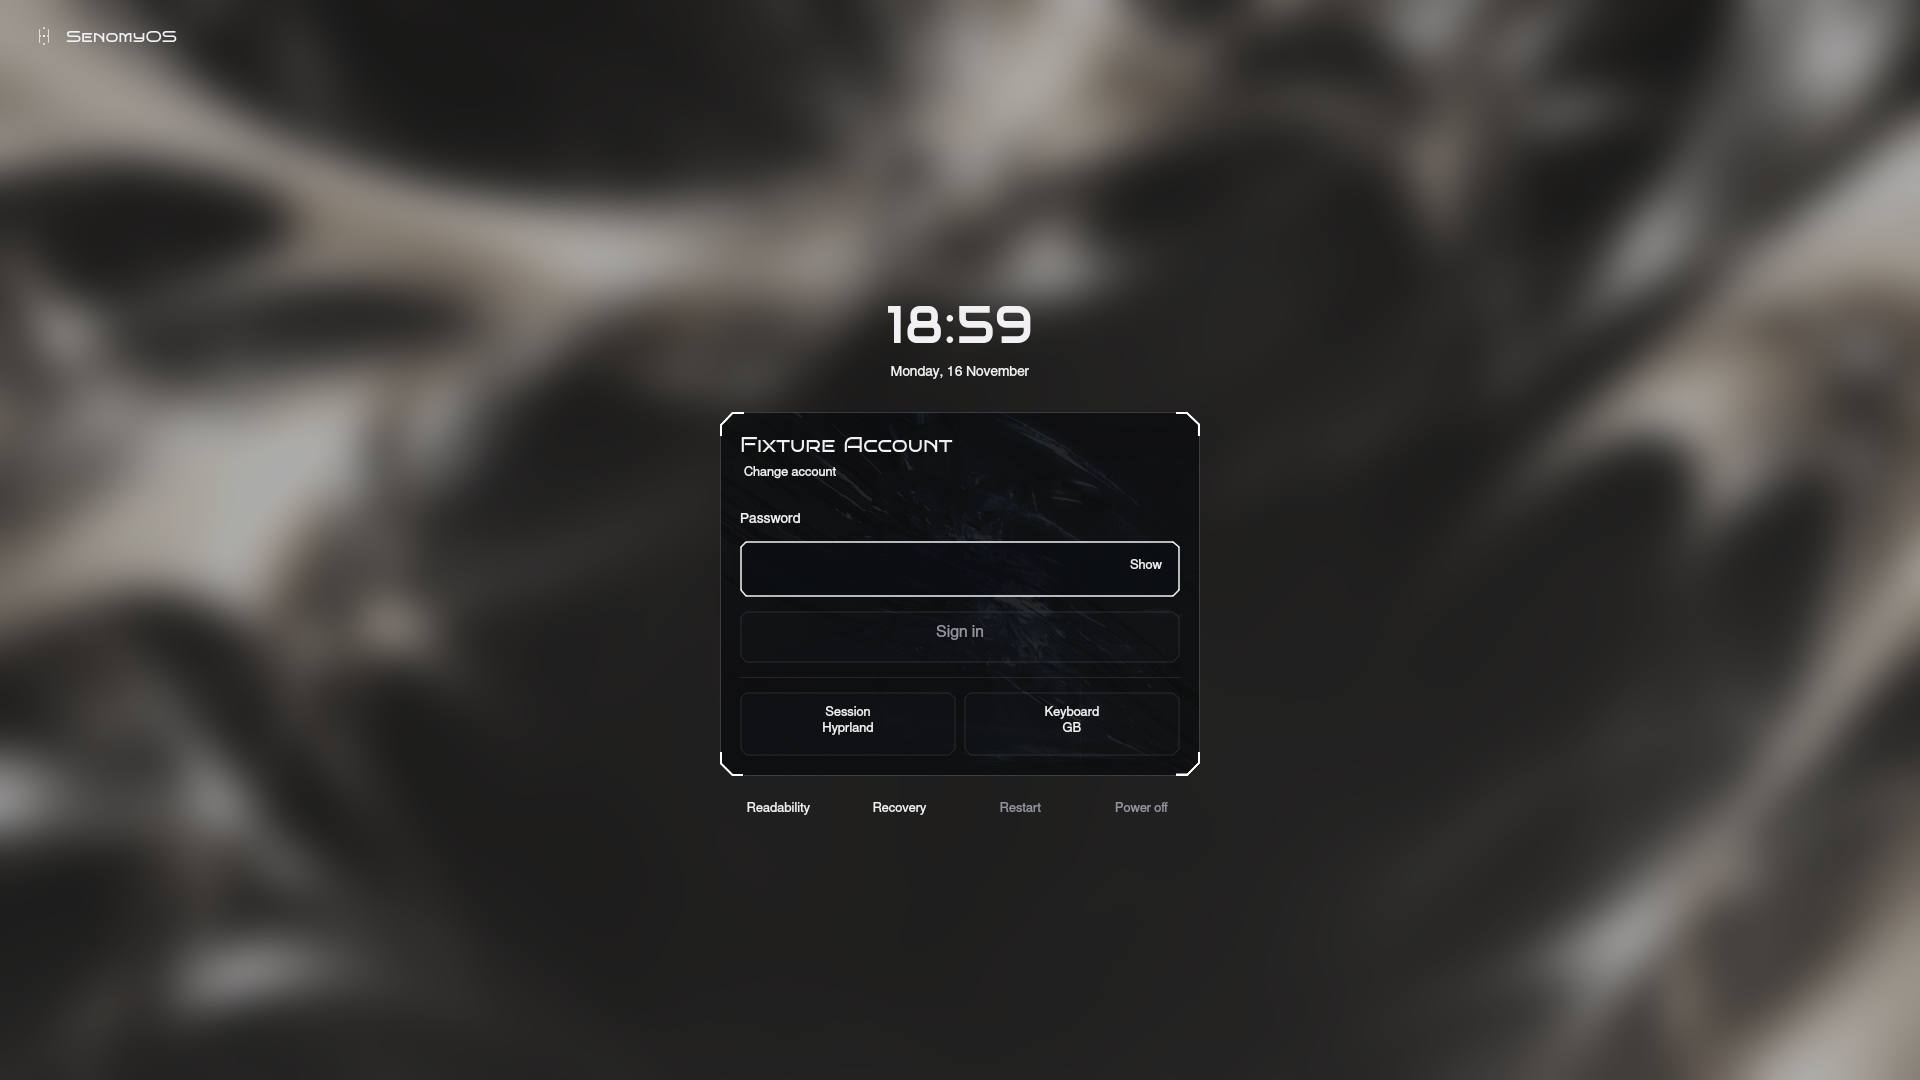 SenomyOS
18:59
Monday, 16 November
Fixture Account
Change account
Password
Show
Sign in
Session
Hyprland
Keyboard
GB
Readability
Recovery
Restart
Power off